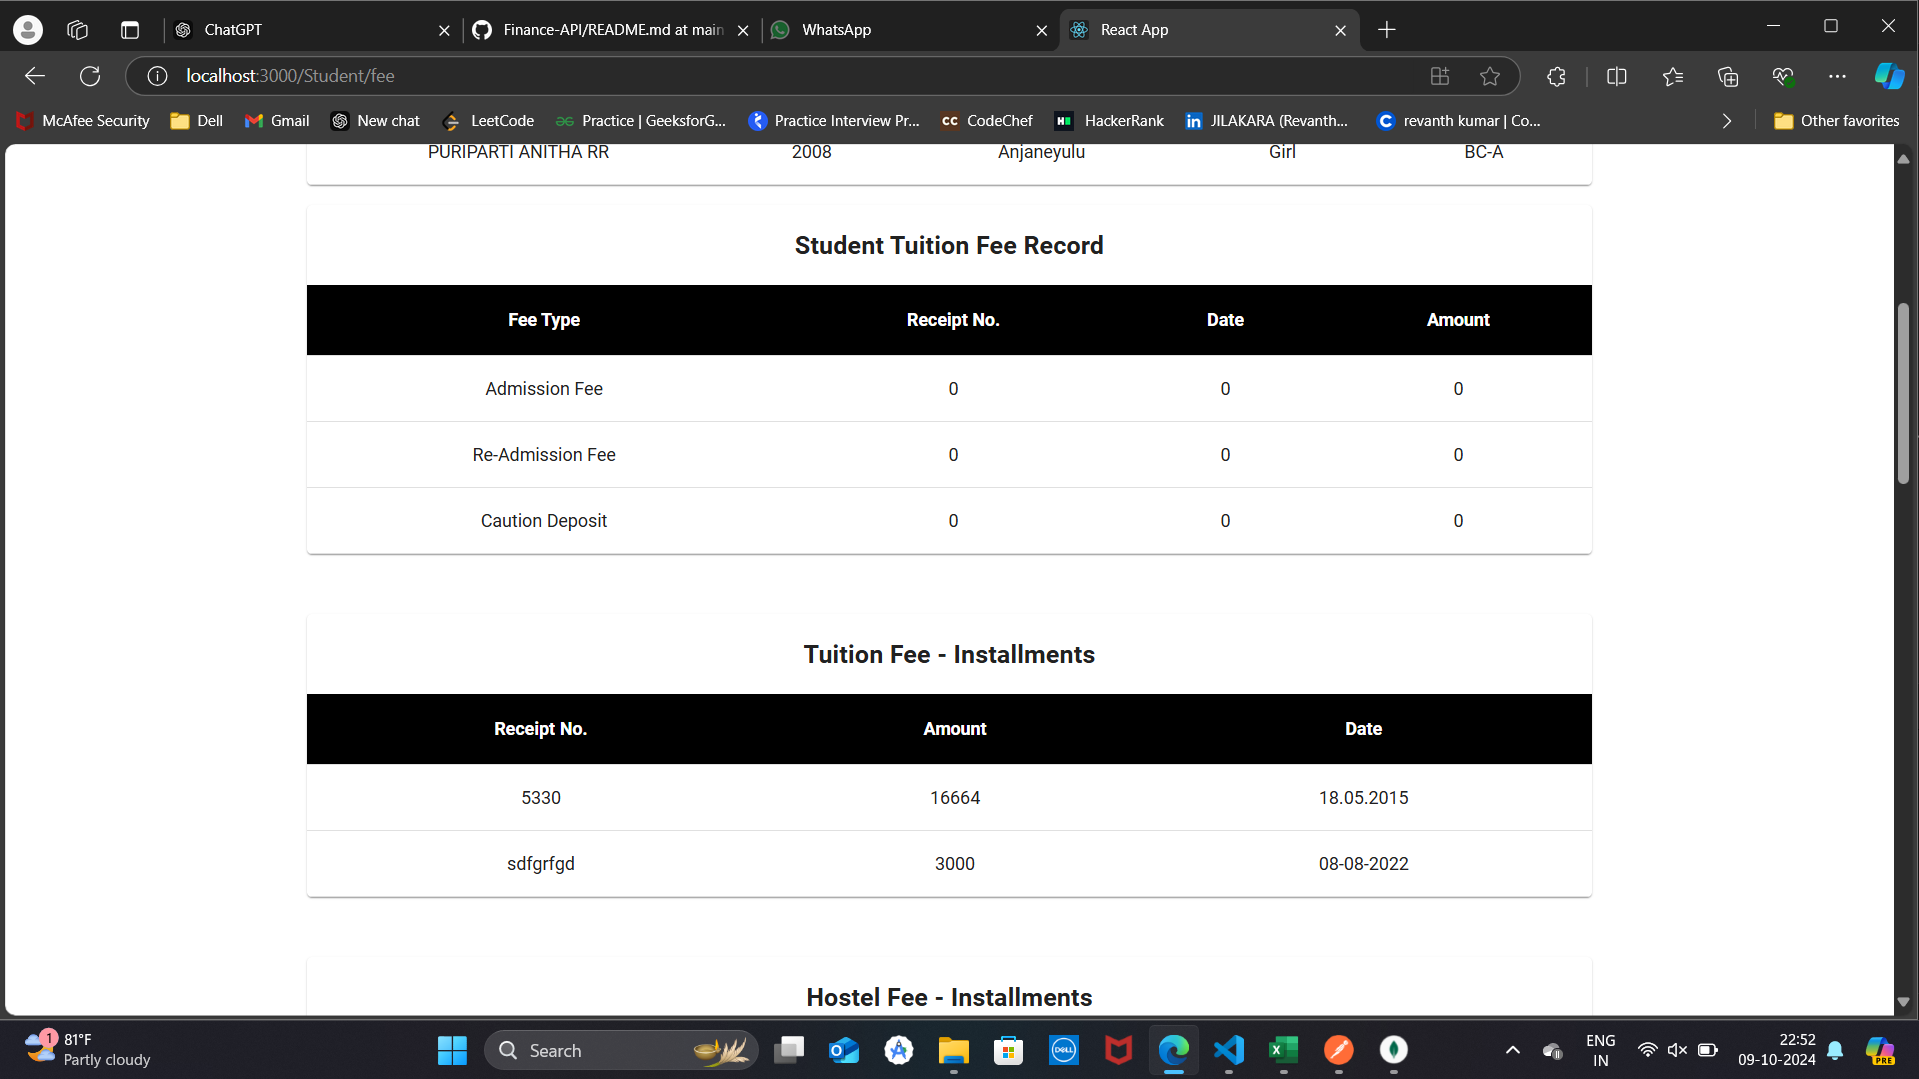 ChatGPT
Finance-API/README.md at main
WhatsApp
React App
localhost:3000/Student/fee
McAfee Security
Dell
Gmail
New chat
LeetCode
Practice | GeeksforG...
Practice Interview Pr...
CodeChef
HackerRank
JILAKARA (Revanth...
revanth kumar | Co...
Other favorites
PURIPARTI ANITHA RR 2008 Anjaneyulu Girl BC-A
Student Tuition Fee Record
Fee Type Receipt No. Date Amount
Admission Fee 0 0 0
Re-Admission Fee 0 0 0
Caution Deposit 0 0 0
Tuition Fee - Installments
Receipt No. Amount Date
5330 16664 18.05.2015
sdfgrfgd 3000 08-08-2022
Hostel Fee - Installments
1
81°F
Partly cloudy
Search
DELL
ENG
IN
22:52
09-10-2024
PRE